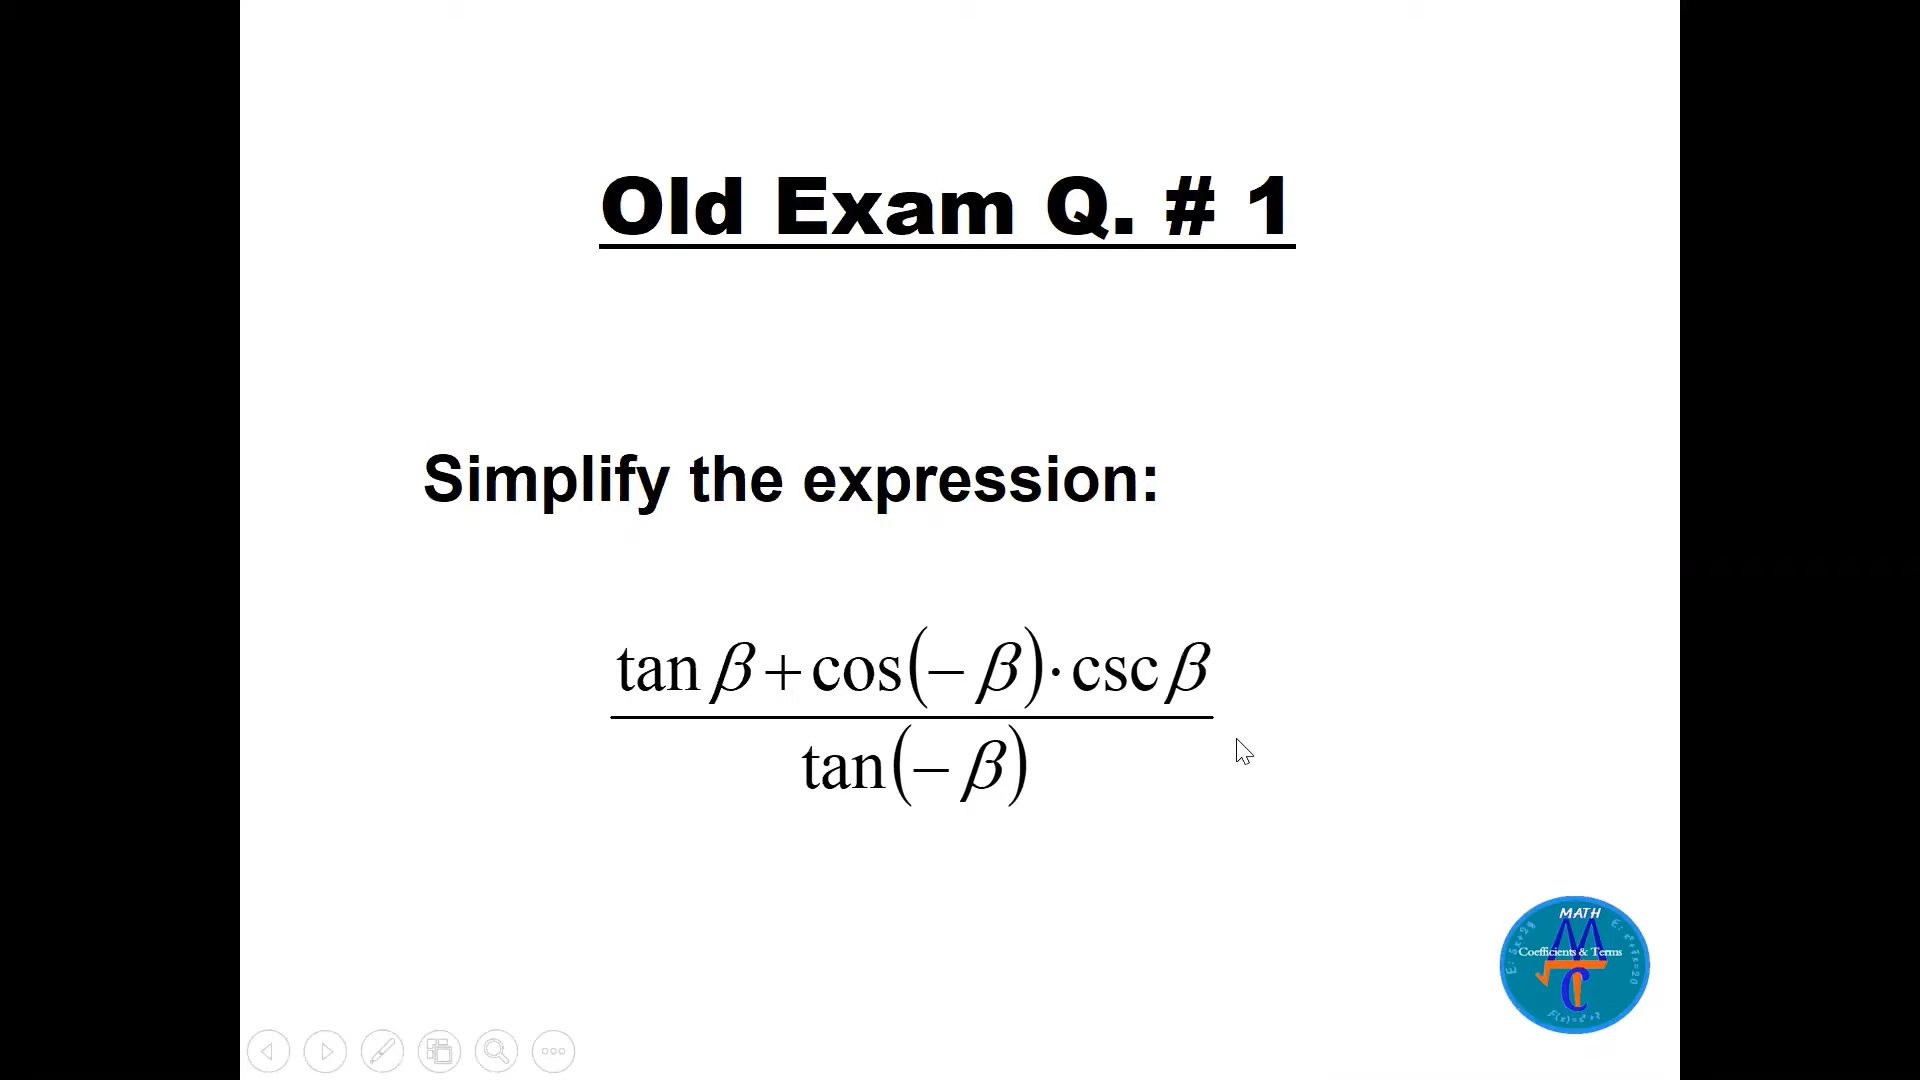 Old Exam Q. # 1
Simplify the expression:
tan β + cos(− β) · csc β
tan(− β)
MATH
Coefficients & Terms